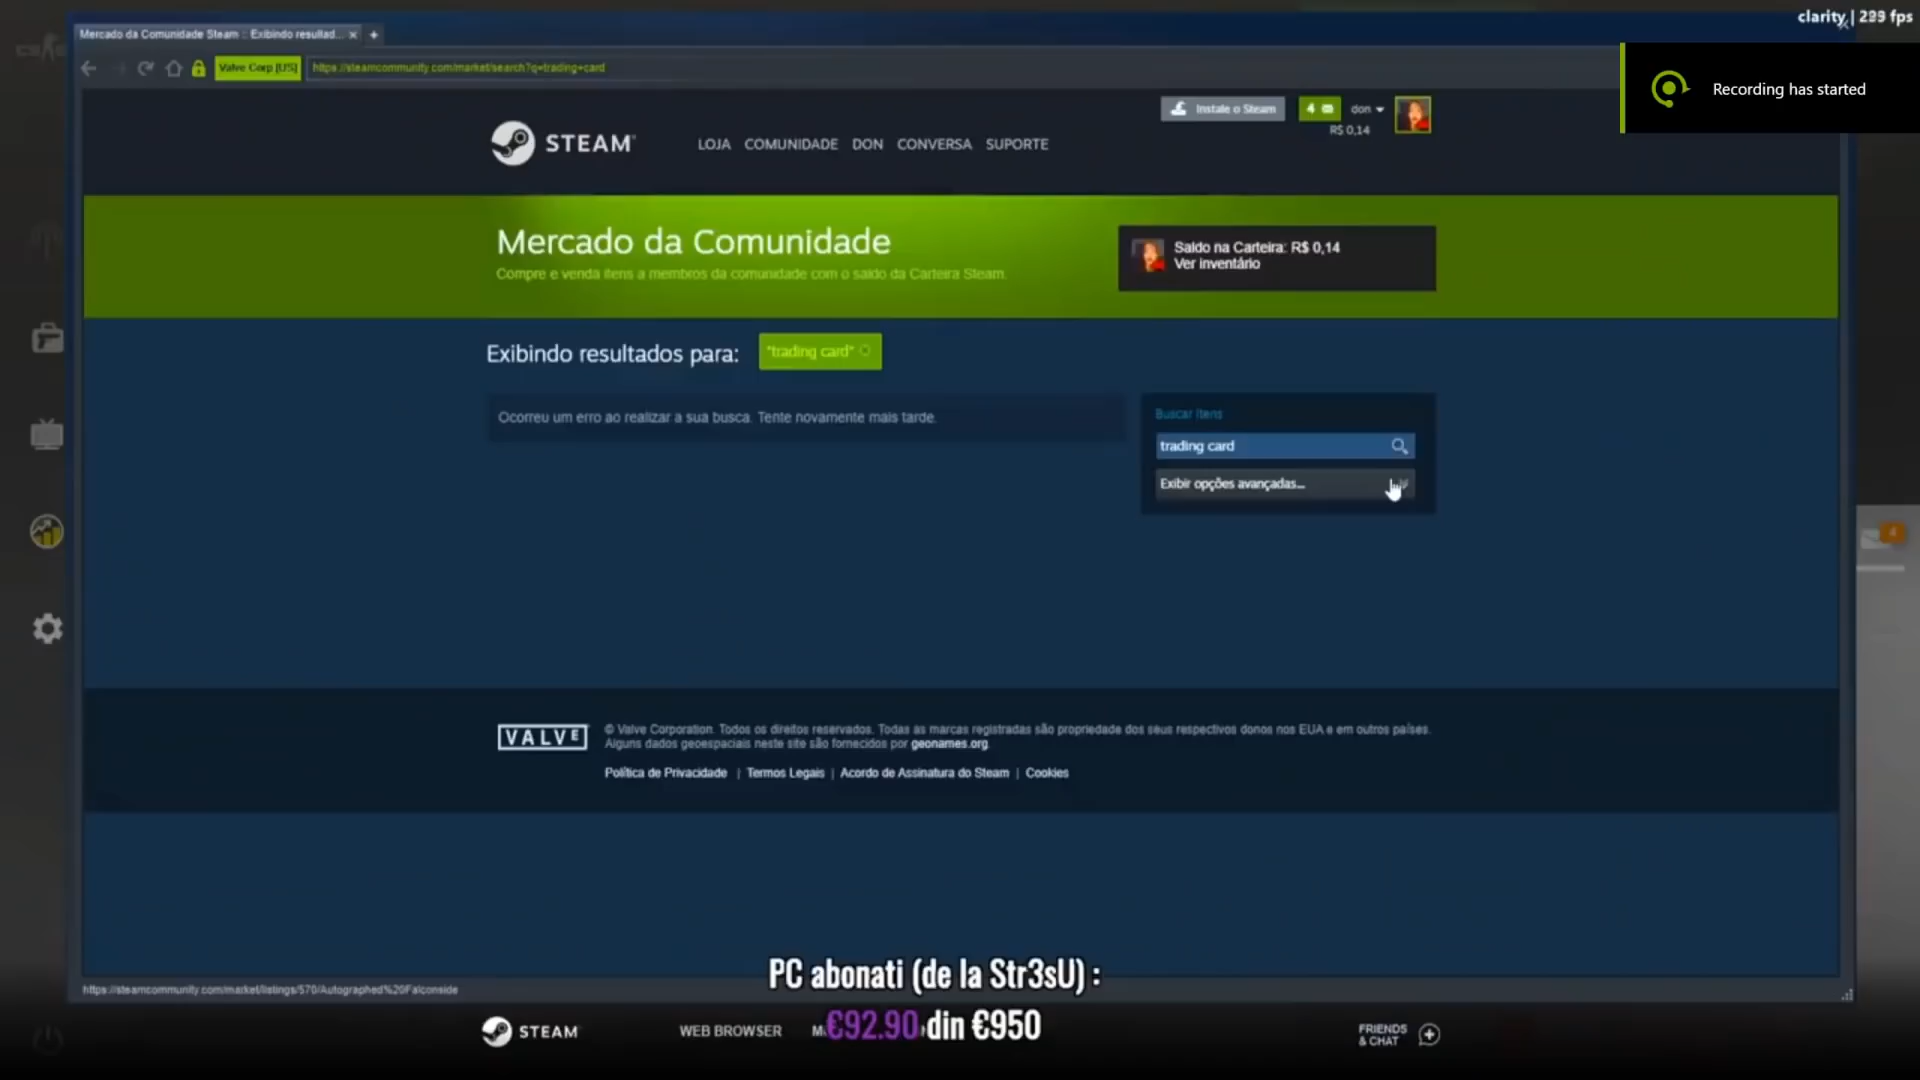 clarity | 299 fps
Mercado da Comunidade Steam :: Exibindo resultad...
Recording has started
Valve Corp [US]
https://steamcommunity.com/market/search?q=trading+card
Instale o Steam
4
don
R$ 0,14
STEAM
LOJA COMUNIDADE DON CONVERSA SUPORTE
Mercado da Comunidade
Compre e venda itens a membros da comunidade com o saldo da Carteira Steam.
Saldo na Carteira: R$ 0,14
Ver inventário
Exibindo resultados para: "trading card"
Ocorreu um erro ao realizar a sua busca. Tente novamente mais tarde.
Buscar itens
trading card
Exibir opções avançadas...
4
VALVE
© Valve Corporation. Todos os direitos reservados. Todas as marcas registradas são propriedade dos seus respectivos donos nos EUA e em outros países.
Alguns dados geoespaciais neste site são fornecidos por geonames.org.
Política de Privacidade | Termos Legais | Acordo de Assinatura do Steam | Cookies
PC abonati (de la Str3sU) :
https://steamcommunity.com/market/listings/570/Autographed%20Falconside
STEAM
WEB BROWSER
€92.90 din €950
FRIENDS
& CHAT